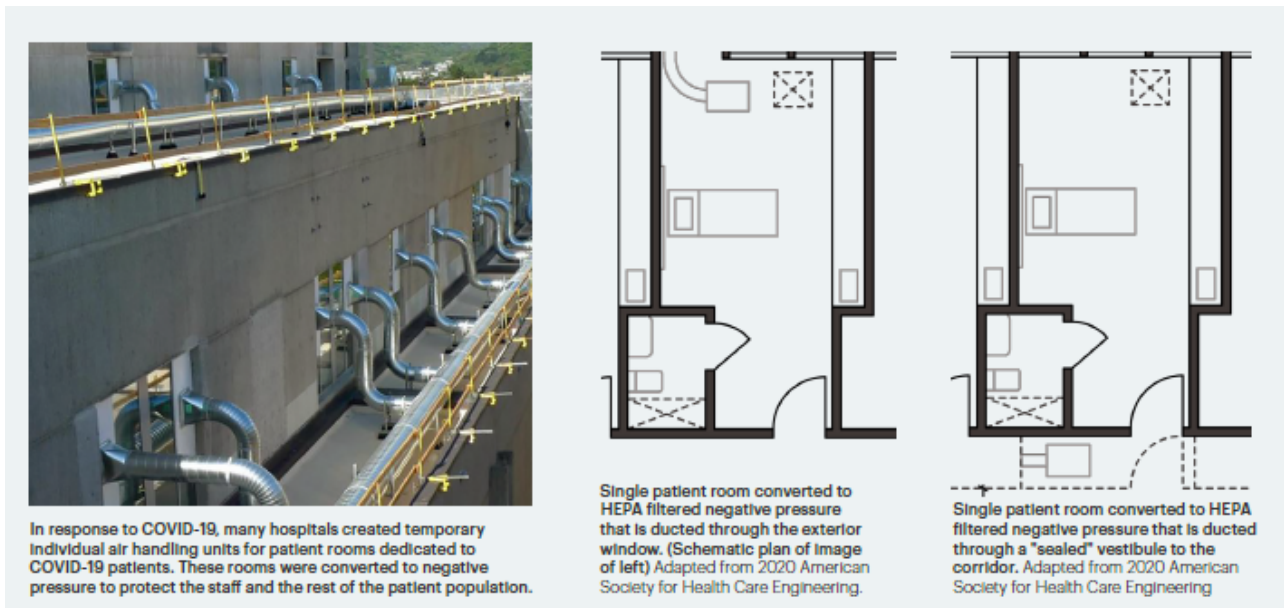 In response to COVID-19, many hospitals created temporary
individual air handling units for patient rooms dedicated to
COVID-19 patients. These rooms were converted to negative
pressure to protect the staff and the rest of the patient population.
Single patient room converted to
HEPA filtered negative pressure
that is ducted through the exterior
window. (Schematic plan of image
of left) Adapted from 2020 American
Society for Health Care Engineering.
Single patient room converted to HEPA
filtered negative pressure that is ducted
through a "sealed" vestibule to the
corridor. Adapted from 2020 American
Society for Health Care Engineering